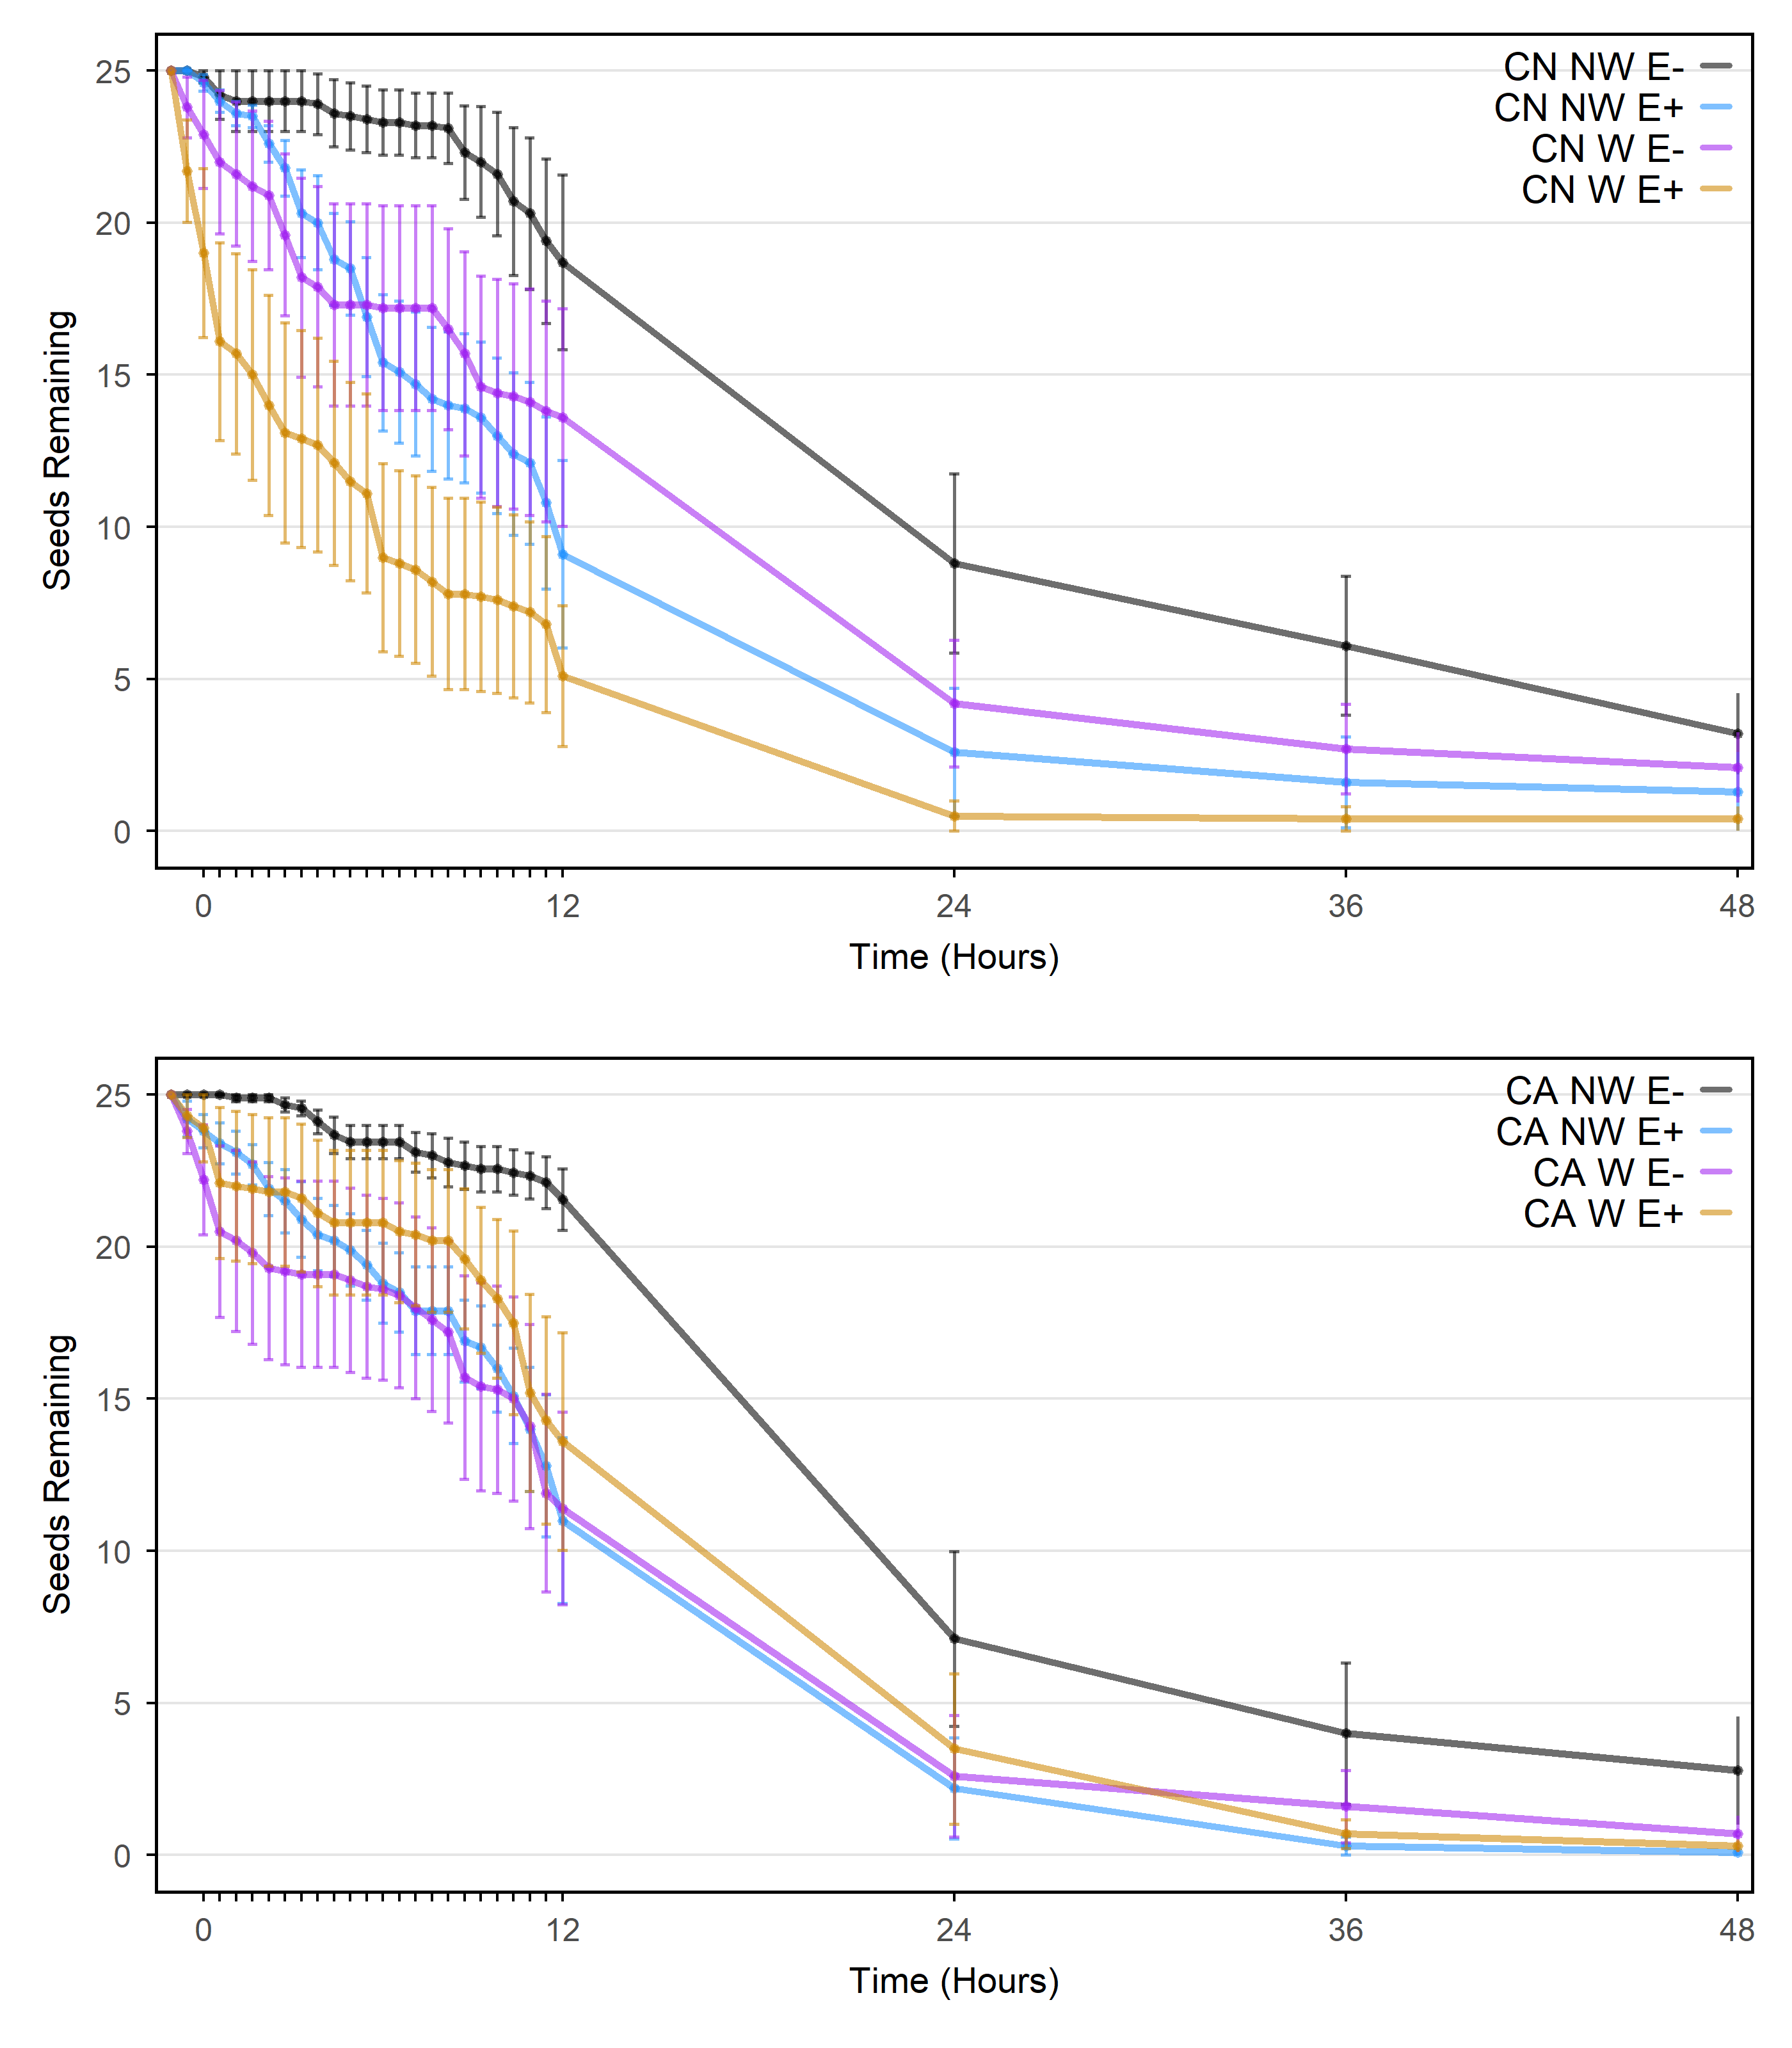 CN NW E-
CN NW E+
CN W E-
CN W E+
25
20
15
10
5
0
Seeds Remaining
0 12 24 36 48
Time (Hours)
CA NW E-
CA NW E+
CA W E-
CA W E+
25
20
15
10
5
0
Seeds Remaining
0 12 24 36 48
Time (Hours)